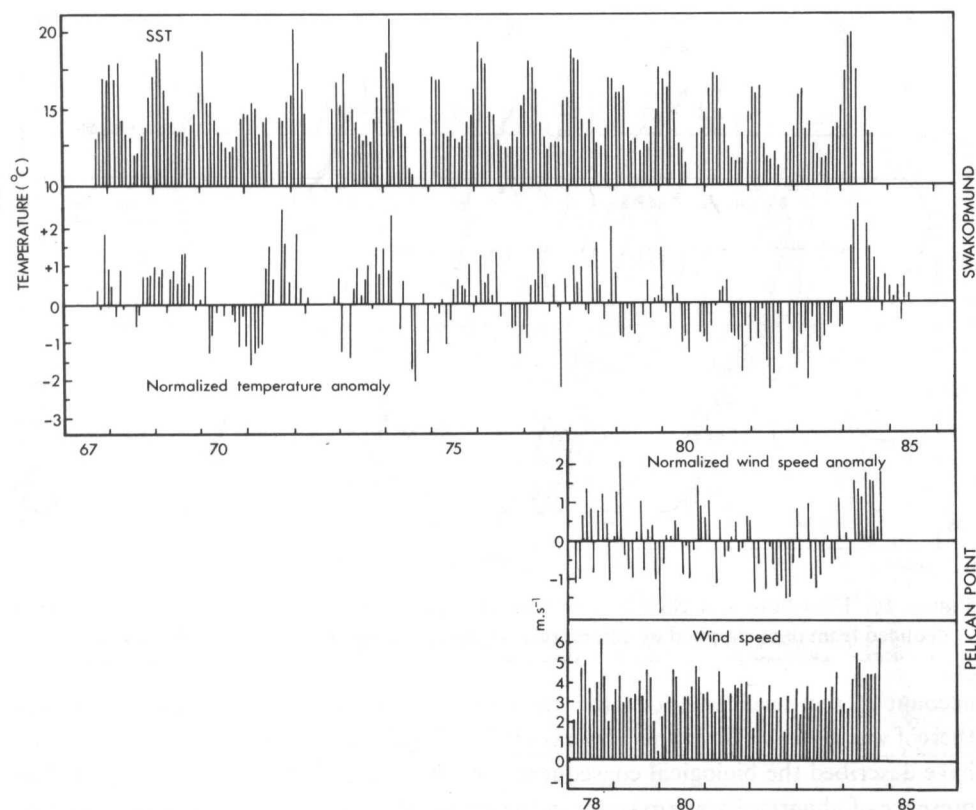 20
SST
15
10
TEMPERATURE (°C)
SWAKOPMUND
+2
+1
0
−1
−2
−3
Normalized temperature anomaly
67 70 75 80 85
2
1
0
−1
Normalized wind speed anomaly
m.s⁻¹
PELICAN POINT
Wind speed
6
5
4
3
2
1
0
−1
78 80 85